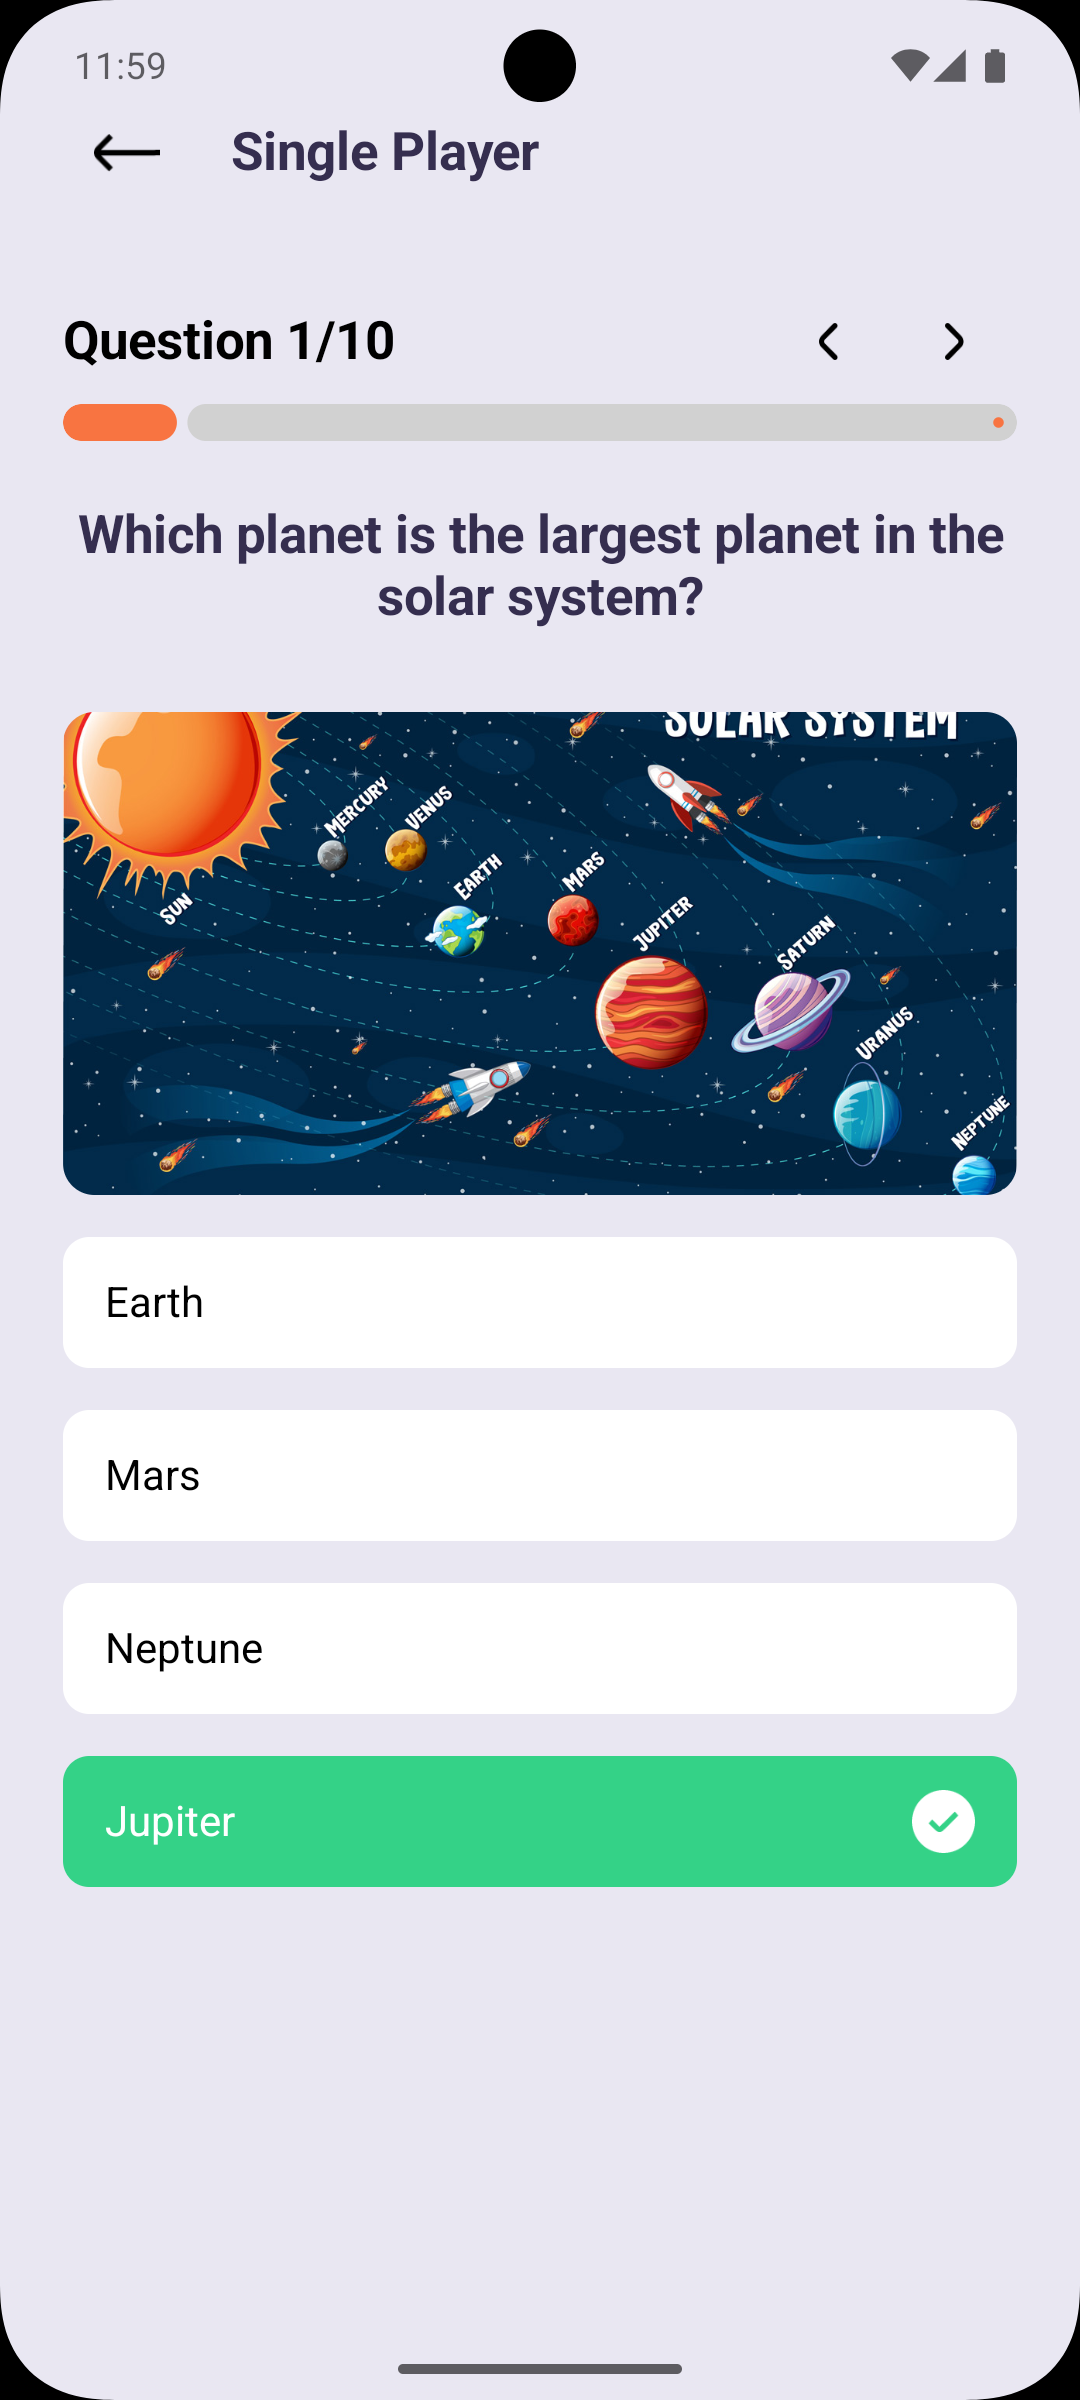 11:59
Single Player
Question 1/10
Which planet is the largest planet in the
solar system?
SOLAR SYSTEM
MERCURY
VENUS
EARTH
MARS
SUN
JUPITER
SATURN
URANUS
NEPTUNE
Earth
Mars
Neptune
Jupiter